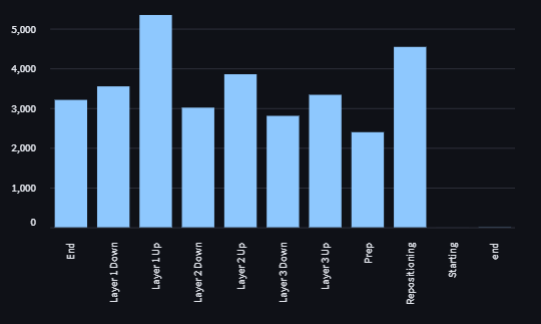 5,000
4,000
3,000
2,000
1,000
0
End
Layer 1 Down
Layer 1 Up
Layer 2 Down
Layer 2 Up
Layer 3 Down
Layer 3 Up
Prep
Repositioning
Starting
end